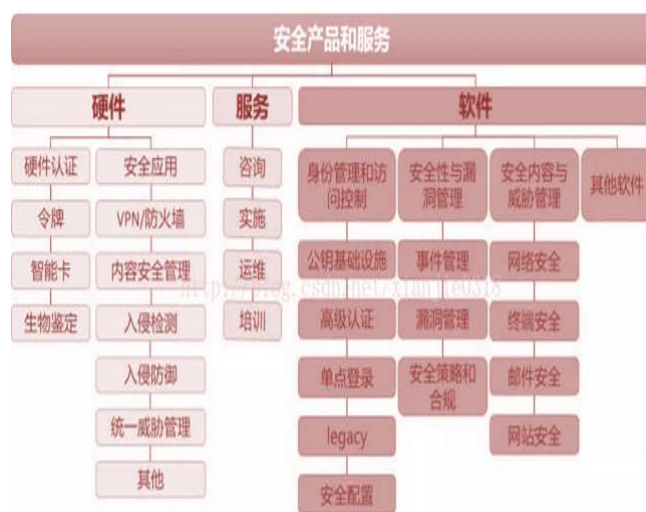 安全产品和服务
硬件
服务
软件
硬件认证
令牌
智能卡
生物鉴定
安全应用
VPN/防火墙
内容安全管理
入侵检测
入侵防御
统一威胁管理
其他
咨询
实施
运维
培训
身份管理和访
问控制
公钥基础设施
高级认证
单点登录
legacy
安全配置
安全性与漏
洞管理
事件管理
漏洞管理
安全策略和
合规
安全内容与
威胁管理
网络安全
终端安全
邮件安全
网站安全
其他软件
http://blog.csdn.net/xianjie0318